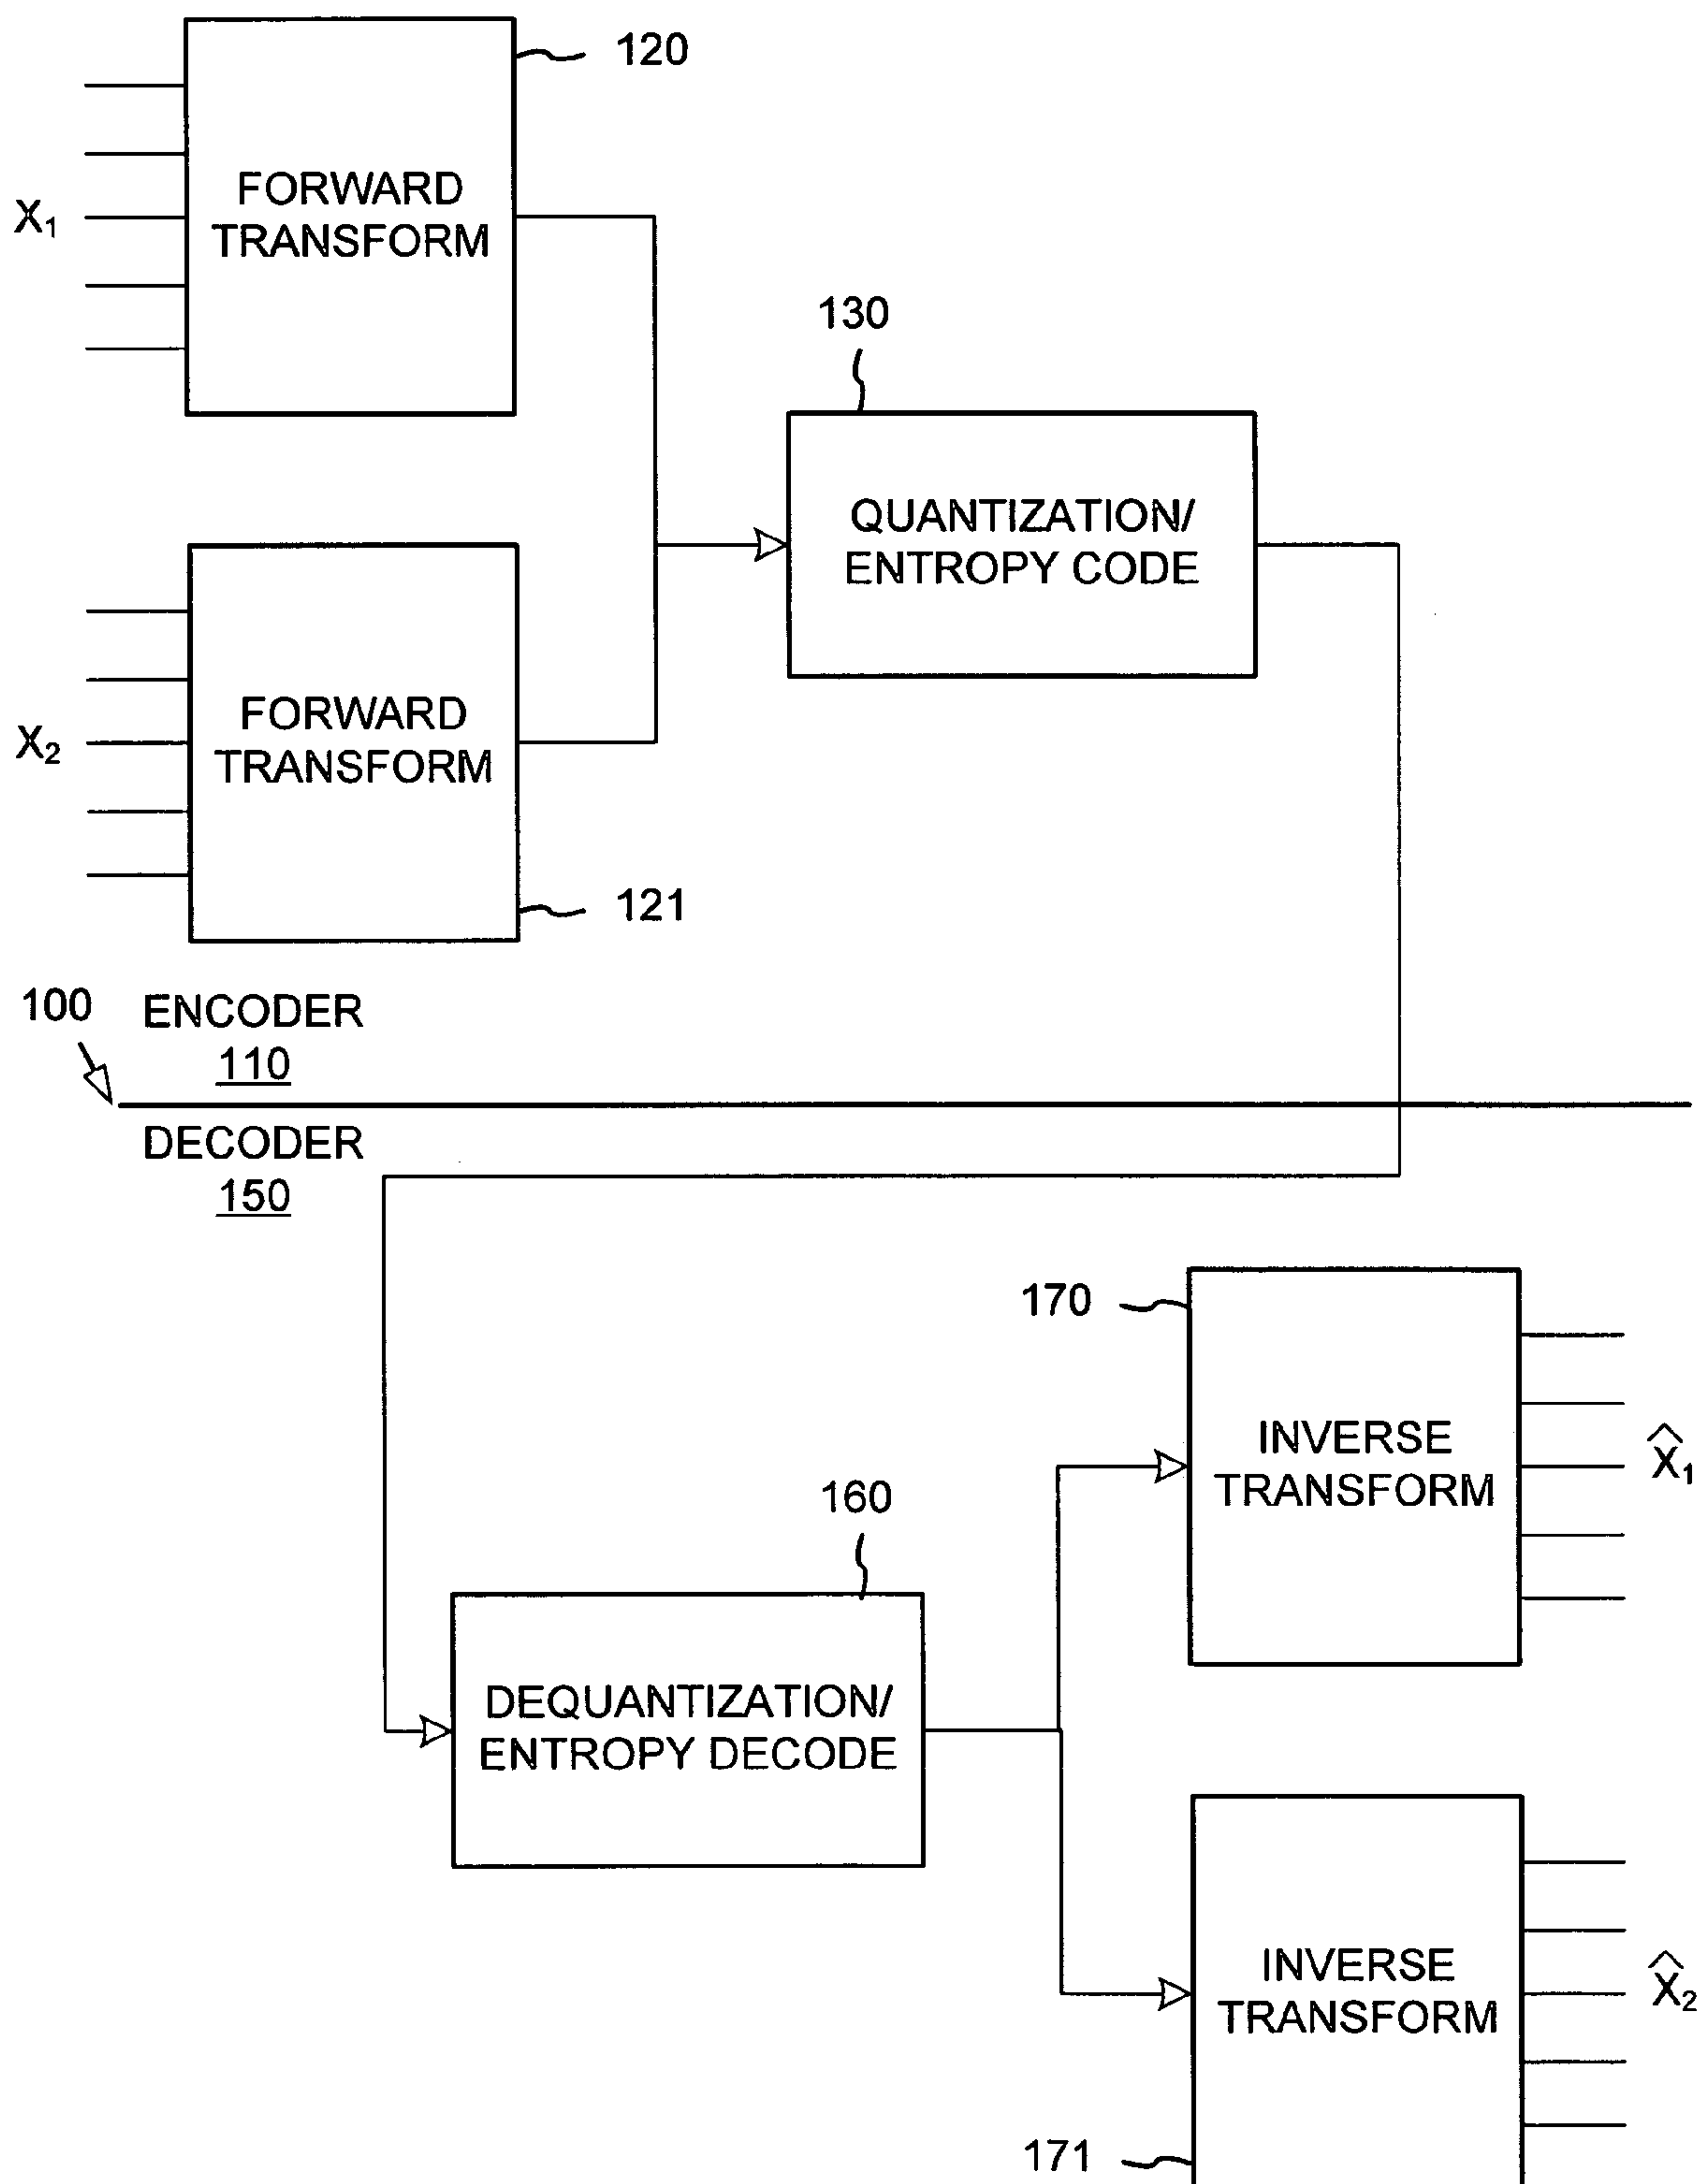 120
FORWARD
TRANSFORM
X₁
130
QUANTIZATION/
ENTROPY CODE
FORWARD
TRANSFORM
X₂
121
100
ENCODER
110
DECODER
150
170
INVERSE
TRANSFORM
X̂₁
160
DEQUANTIZATION/
ENTROPY DECODE
INVERSE
TRANSFORM
X̂₂
171